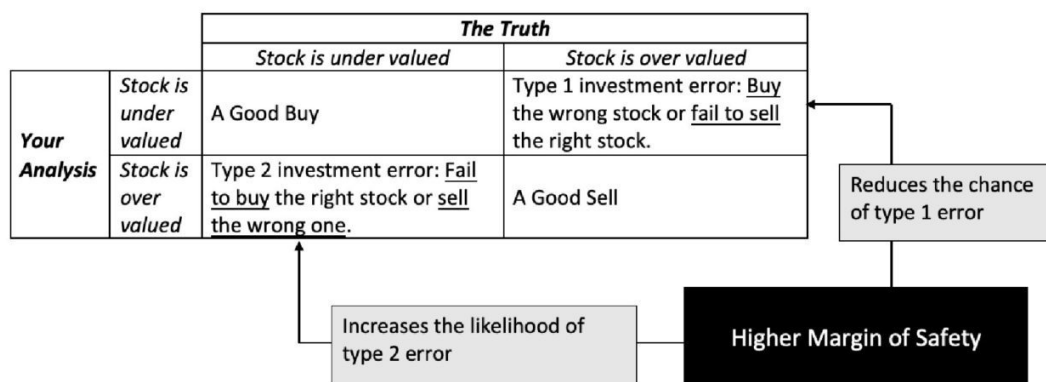 The Truth
Stock is under valued
Stock is over valued
Your
Analysis
Stock is
under
valued
A Good Buy
Type 1 investment error: Buy
the wrong stock or fail to sell
the right stock.
Stock is
over
valued
Type 2 investment error: Fail
to buy the right stock or sell
the wrong one.
A Good Sell
Reduces the chance
of type 1 error
Increases the likelihood of
type 2 error
Higher Margin of Safety